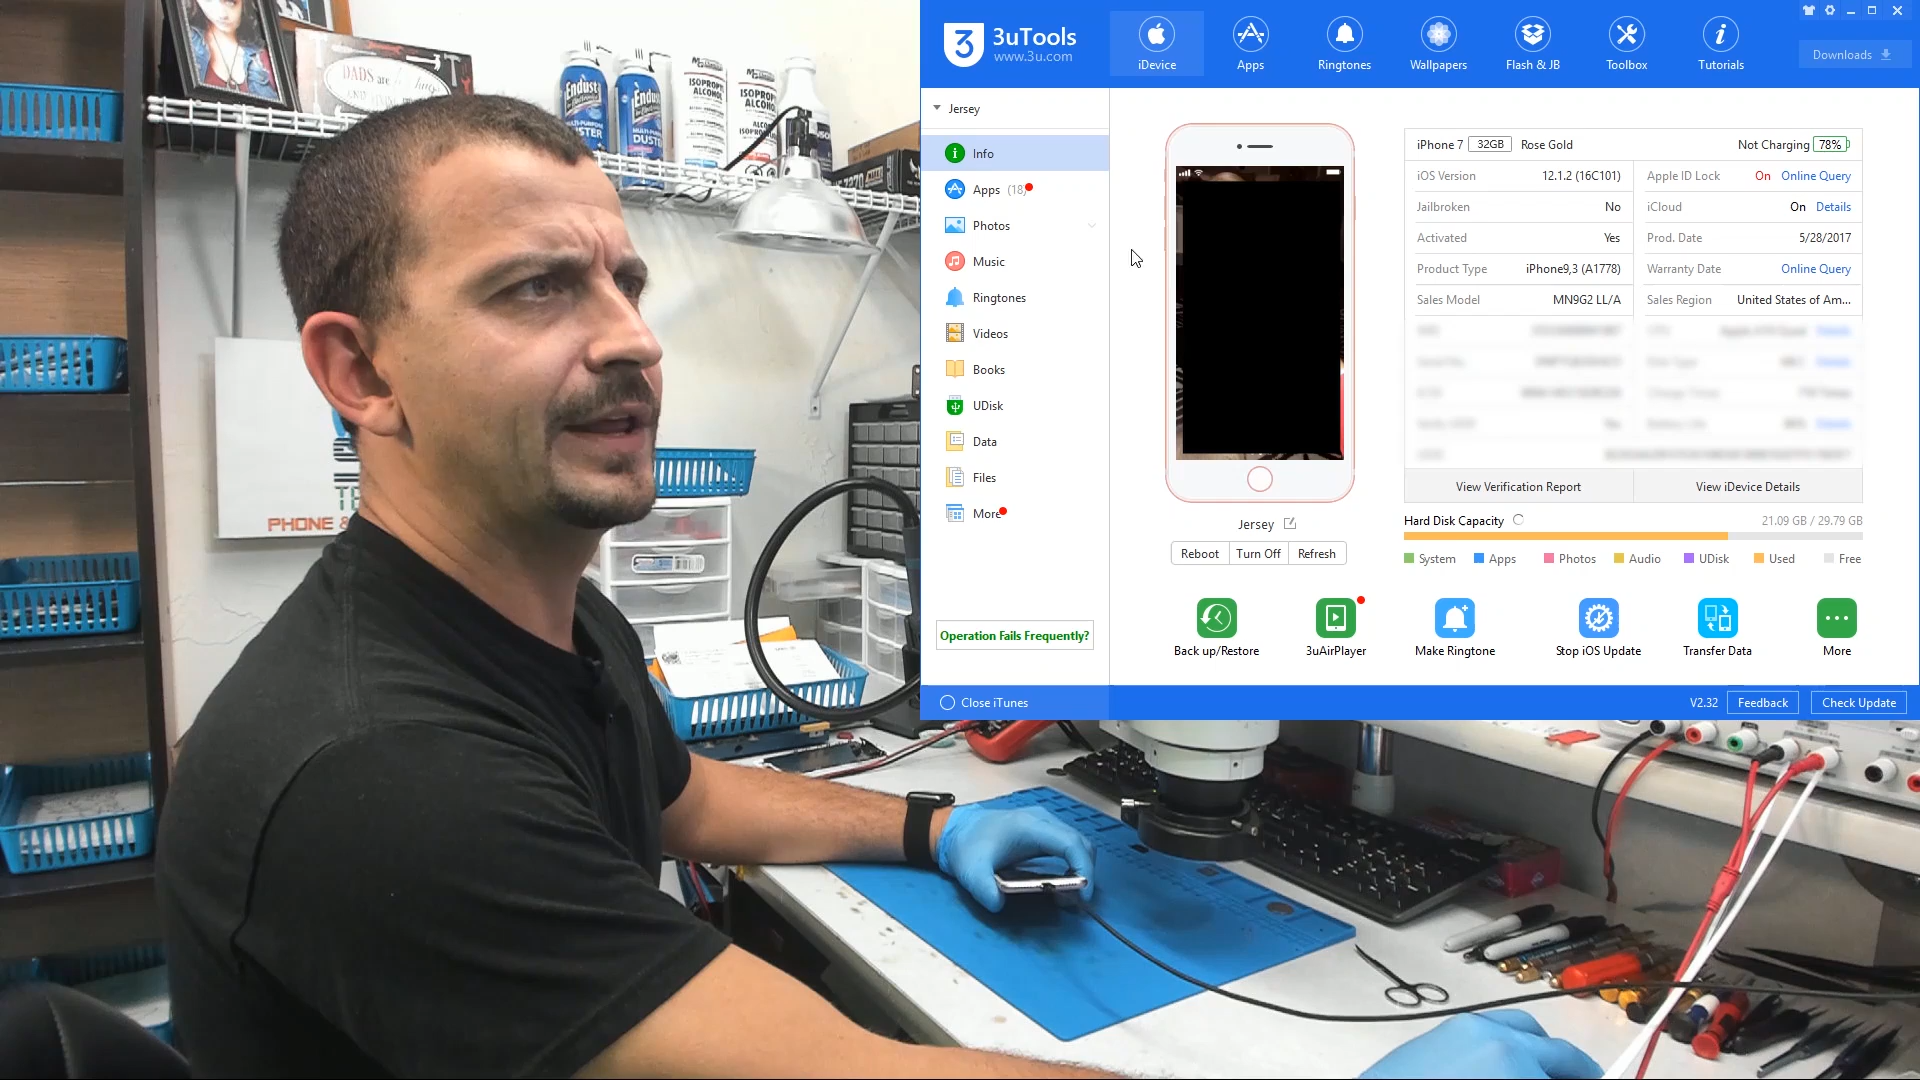 3uTools
www.3u.com
iDevice
Apps
Ringtones
Wallpapers
Flash & JB
Toolbox
Tutorials
Downloads
Jersey
Info
Apps (18)
Photos
Music
Ringtones
Videos
Books
UDisk
Data
Files
More
Operation Fails Frequently?
Close iTunes
Jersey
Reboot
Turn Off
Refresh
iPhone 7 32GB Rose Gold
Not Charging 78%
iOS Version 12.1.2 (16C101)
Apple ID Lock On Online Query
Jailbroken No
iCloud On Details
Activated Yes
Prod. Date 5/28/2017
Product Type iPhone9,3 (A1778)
Warranty Date Online Query
Sales Model MN9G2 LL/A
Sales Region United States of Am...
View Verification Report
View iDevice Details
Hard Disk Capacity
21.09 GB / 29.79 GB
System
Apps
Photos
Audio
UDisk
Used
Free
Back up/Restore
3uAirPlayer
Make Ringtone
Stop iOS Update
Transfer Data
More
V2.32
Feedback
Check Update
DADS are
Endust
MULTI-PURPOSE
DUSTER
Endust
ISOPROPYL
ALCOHOL
ISOPROPYL
ALCOHOL
PHONE &